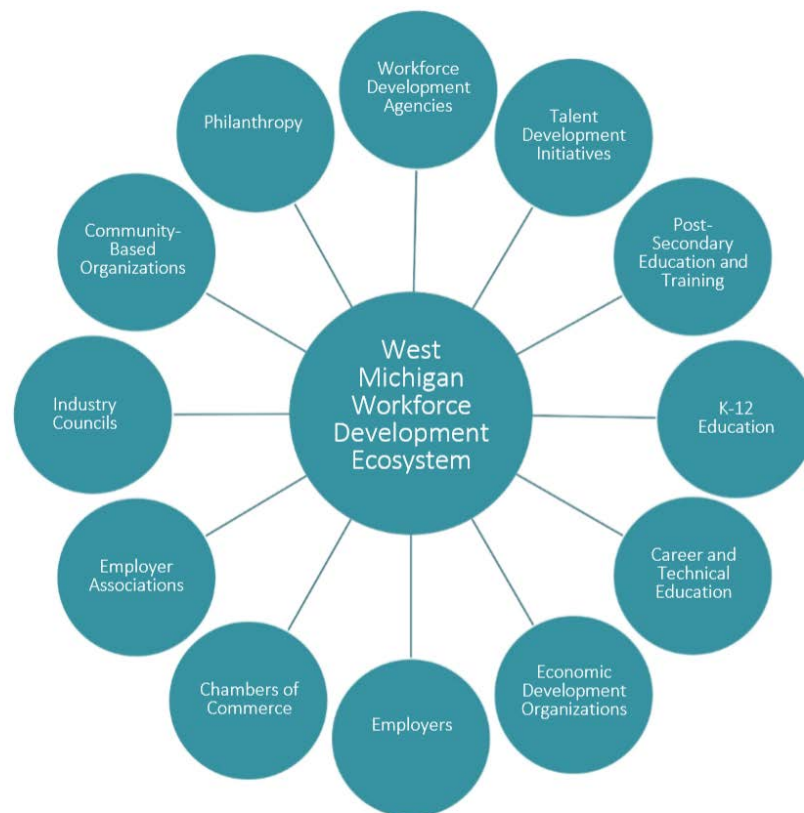 West
Michigan
Workforce
Development
Ecosystem
Workforce
Development
Agencies
Talent
Development
Initiatives
Post-
Secondary
Education and
Training
K-12
Education
Career and
Technical
Education
Economic
Development
Organizations
Employers
Chambers of
Commerce
Employer
Associations
Industry
Councils
Community-
Based
Organizations
Philanthropy